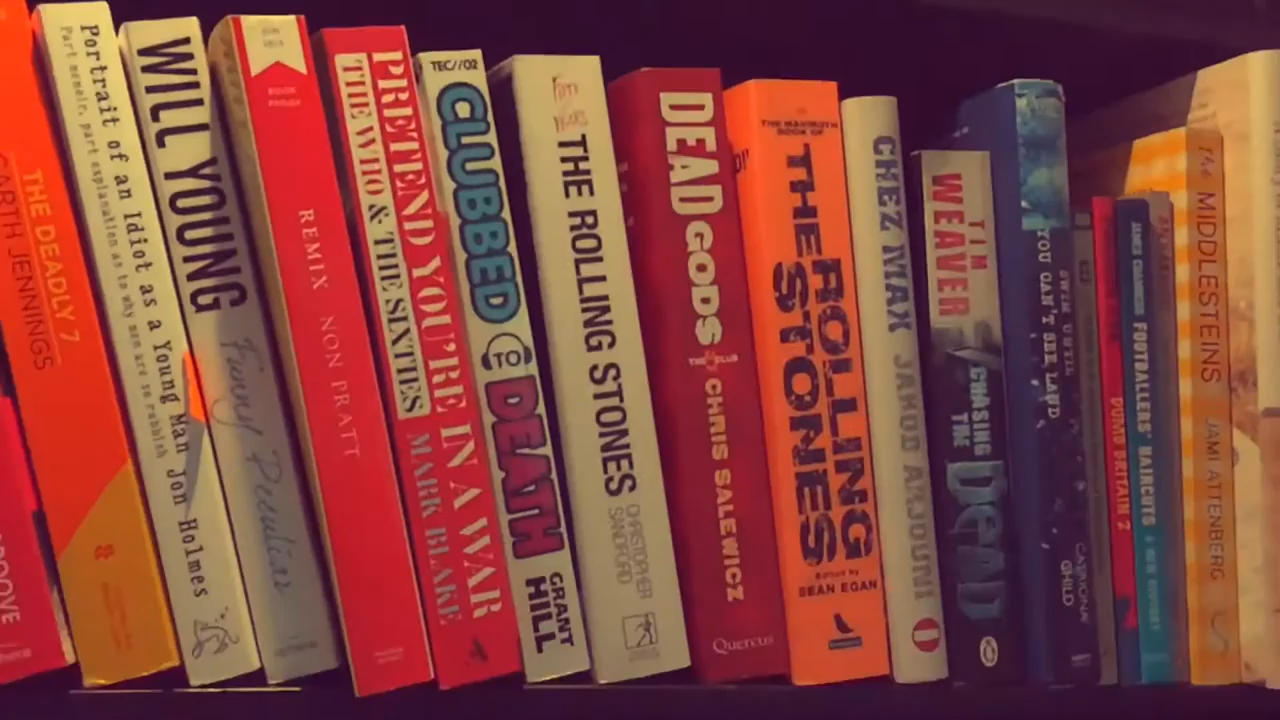 THE DEADLY 7
GARTH JENNINGS
Portrait of an Idiot as a Young Man Jon Holmes
Part memoir, part explanation as to why men are so rubbish
WILL YOUNG
Funny Peculiar
REMIX NON PRATT
PRETEND YOU'RE IN A WAR
THE WHO & THE SIXTIES MARK BLAKE
TEC//02
CLUBBED
TO
DEATH
GRANT
HILL
THE ROLLING STONES
CHRISTOPHER
SANDFORD
DEAD GODS
THE CLUB
CHRIS SALEWICZ
Quercus
THE MAMMOTH
BOOK OF
THE ROLLING
STONES
Edited by
SEAN EGAN
CHEZ MAX JAKOB ARJOUNI
TIM
WEAVER
CHASING
THE
DEAD
SWIM UNTIL
YOU CAN'T SEE LAND
CATRIONA
CHILD
DUMB BRITAIN 2
FOOTBALLERS' HAIRCUTS
THE MIDDLESTEINS JAMI ATTENBERG